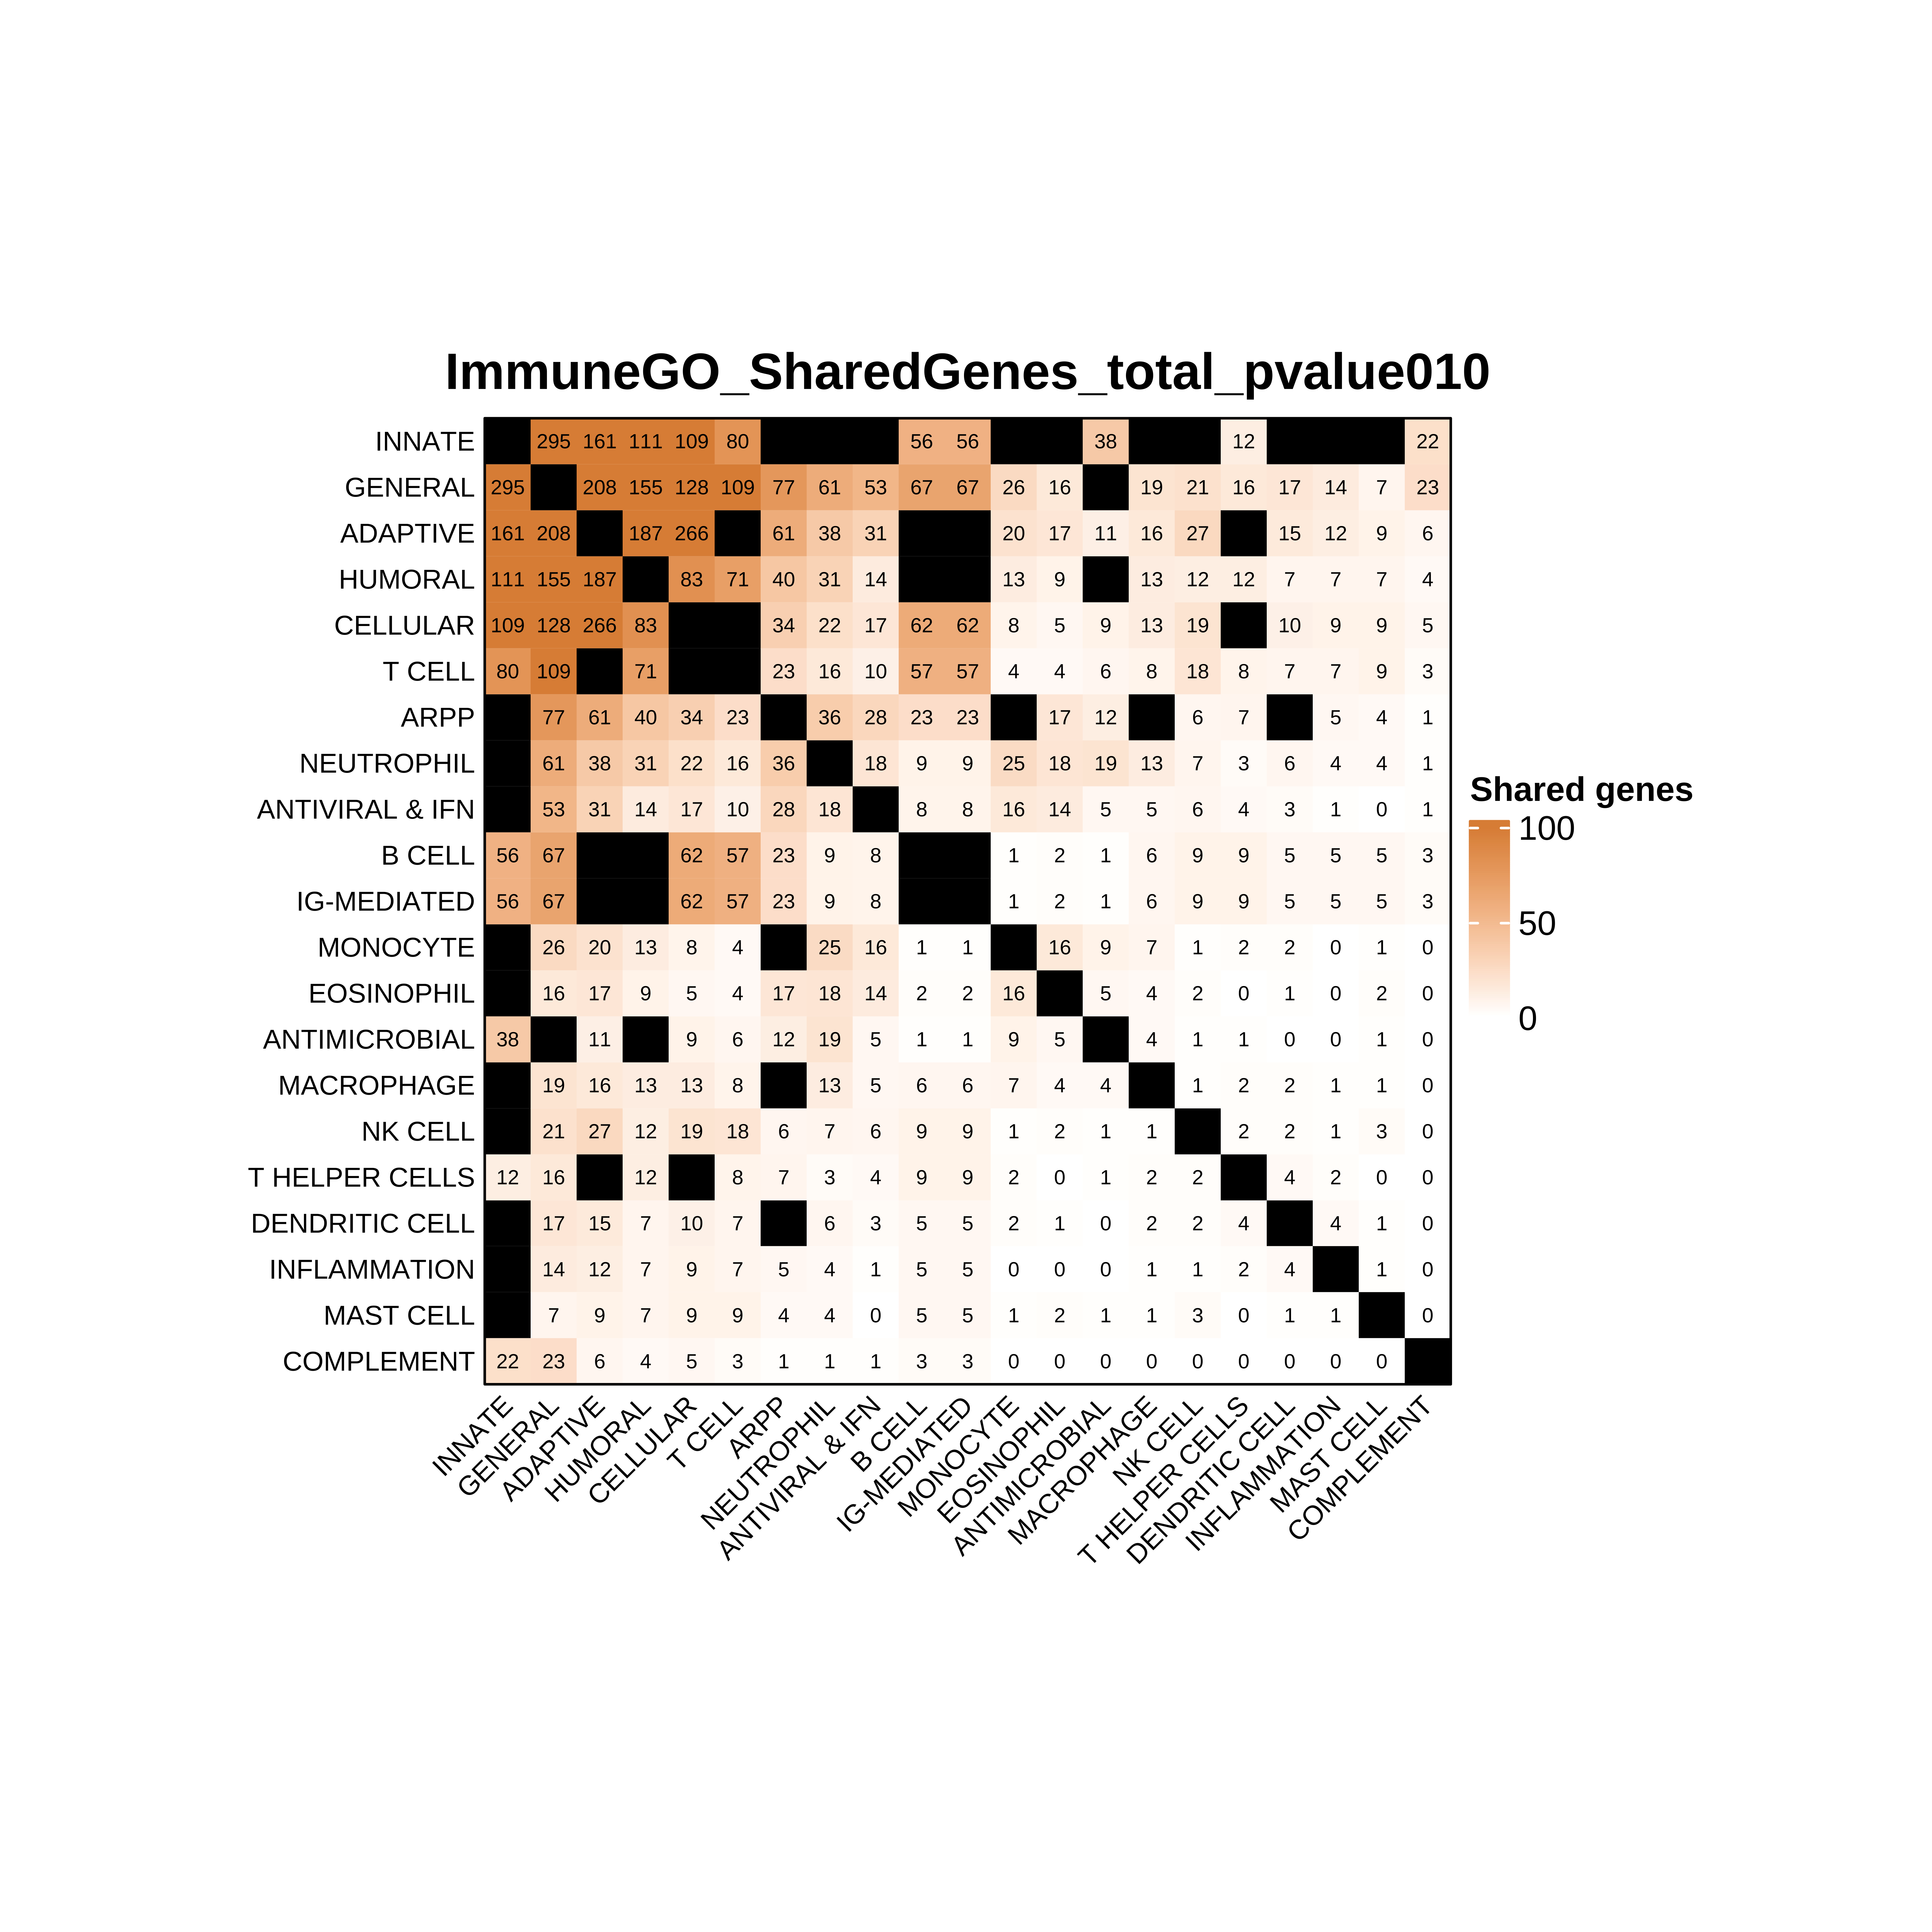 ImmuneGO_SharedGenes_total_pvalue010
INNATE 295 161 111 109 80 56 56 38 12 22
GENERAL 295 208 155 128 109 77 61 53 67 67 26 16 19 21 16 17 14 7 23
ADAPTIVE 161 208 187 266 61 38 31 20 17 11 16 27 15 12 9 6
HUMORAL 111 155 187 83 71 40 31 14 13 9 13 12 12 7 7 7 4
CELLULAR 109 128 266 83 34 22 17 62 62 8 5 9 13 19 10 9 9 5
T CELL 80 109 71 23 16 10 57 57 4 4 6 8 18 8 7 7 9 3
ARPP 77 61 40 34 23 36 28 23 23 17 12 6 7 5 4 1
NEUTROPHIL 61 38 31 22 16 36 18 9 9 25 18 19 13 7 3 6 4 4 1
ANTIVIRAL & IFN 53 31 14 17 10 28 18 8 8 16 14 5 5 6 4 3 1 0 1
B CELL 56 67 62 57 23 9 8 1 2 1 6 9 9 5 5 5 3
IG-MEDIATED 56 67 62 57 23 9 8 1 2 1 6 9 9 5 5 5 3
MONOCYTE 26 20 13 8 4 25 16 1 1 16 9 7 1 2 2 0 1 0
EOSINOPHIL 16 17 9 5 4 17 18 14 2 2 16 5 4 2 0 1 0 2 0
ANTIMICROBIAL 38 11 9 6 12 19 5 1 1 9 5 4 1 1 0 0 1 0
MACROPHAGE 19 16 13 13 8 13 5 6 6 7 4 4 1 2 2 1 1 0
NK CELL 21 27 12 19 18 6 7 6 9 9 1 2 1 1 2 2 1 3 0
T HELPER CELLS 12 16 12 8 7 3 4 9 9 2 0 1 2 2 4 2 0 0
DENDRITIC CELL 17 15 7 10 7 6 3 5 5 2 1 0 2 2 4 4 1 0
INFLAMMATION 14 12 7 9 7 5 4 1 5 5 0 0 0 1 1 2 4 1 0
MAST CELL 7 9 7 9 9 4 4 0 5 5 1 2 1 1 3 0 1 1 0
COMPLEMENT 22 23 6 4 5 3 1 1 1 3 3 0 0 0 0 0 0 0 0 0
INNATE
GENERAL
ADAPTIVE
HUMORAL
CELLULAR
T CELL
ARPP
NEUTROPHIL
ANTIVIRAL & IFN
B CELL
IG-MEDIATED
MONOCYTE
EOSINOPHIL
ANTIMICROBIAL
MACROPHAGE
NK CELL
T HELPER CELLS
DENDRITIC CELL
INFLAMMATION
MAST CELL
COMPLEMENT
Shared genes
100
50
0